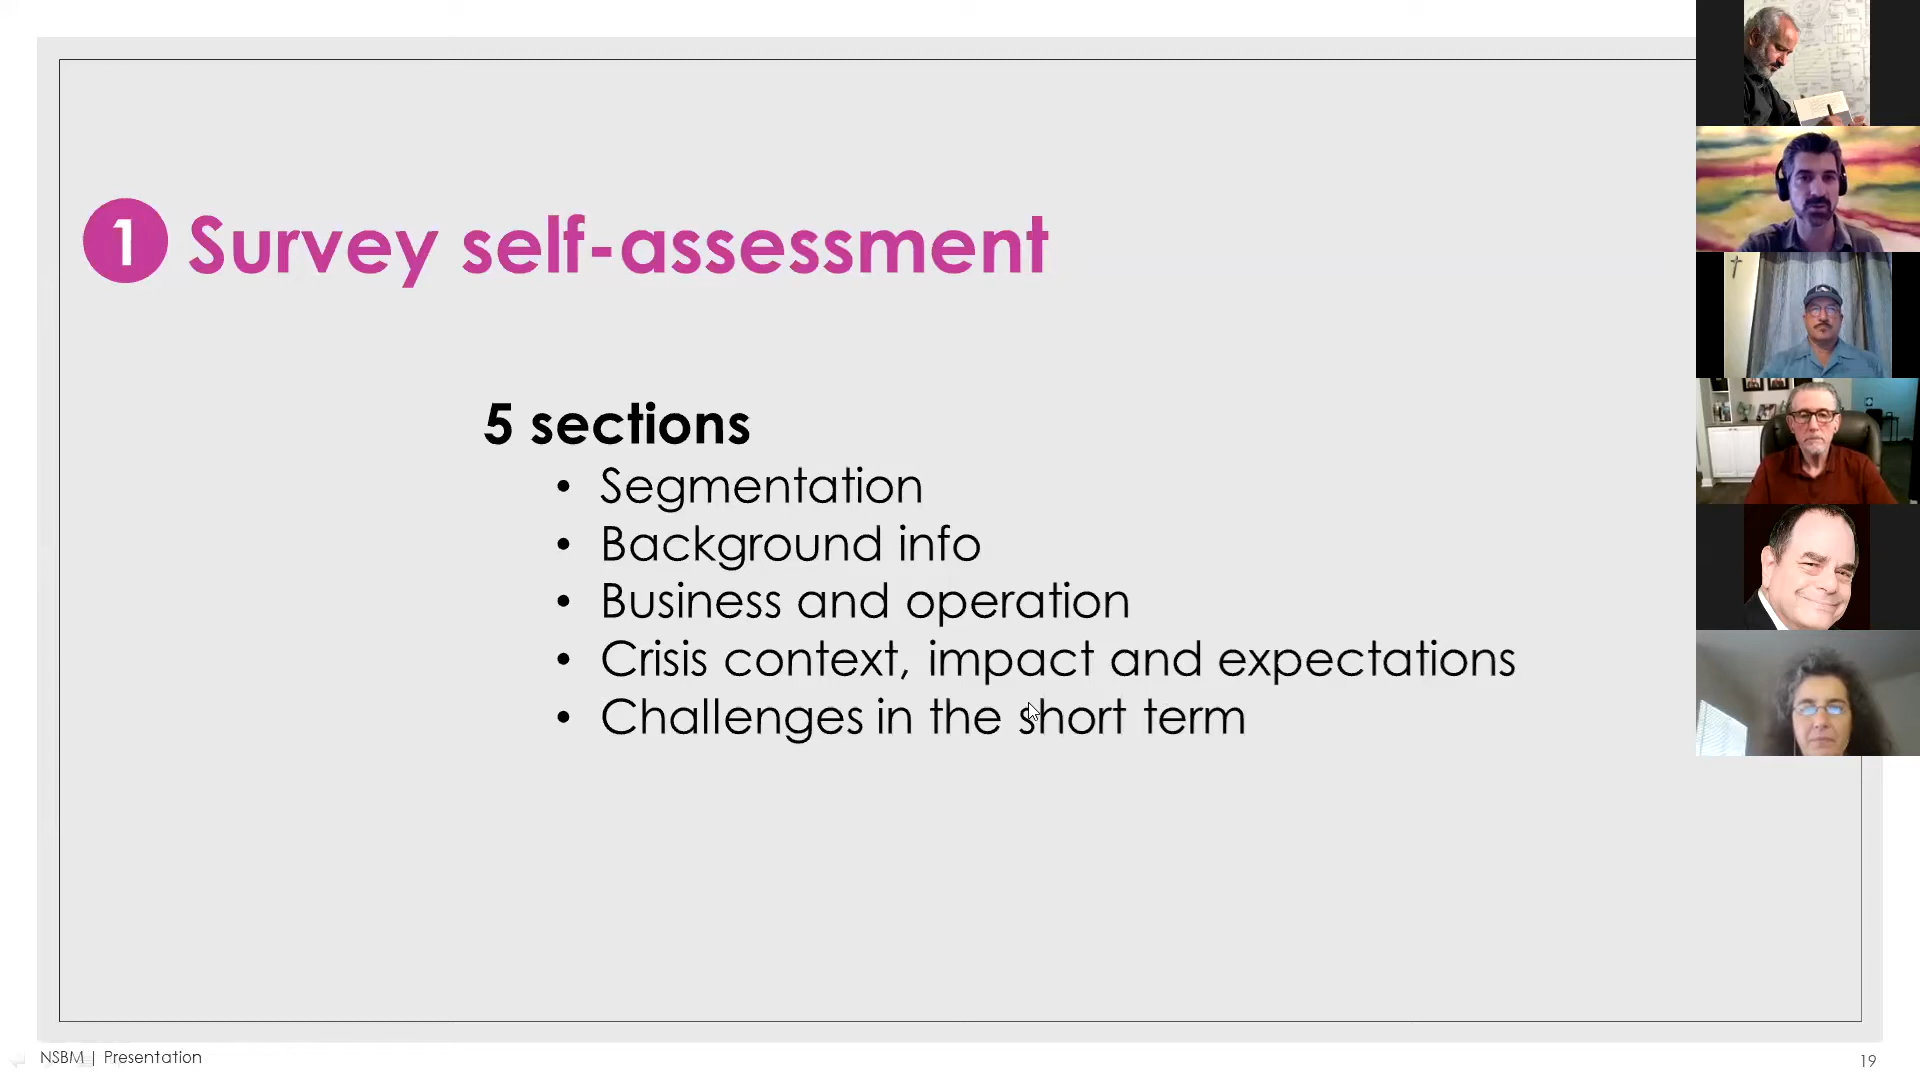 1 Survey self-assessment
5 sections
• Segmentation
• Background info
• Business and operation
• Crisis context, impact and expectations
• Challenges in the short term
NSBM | Presentation
19